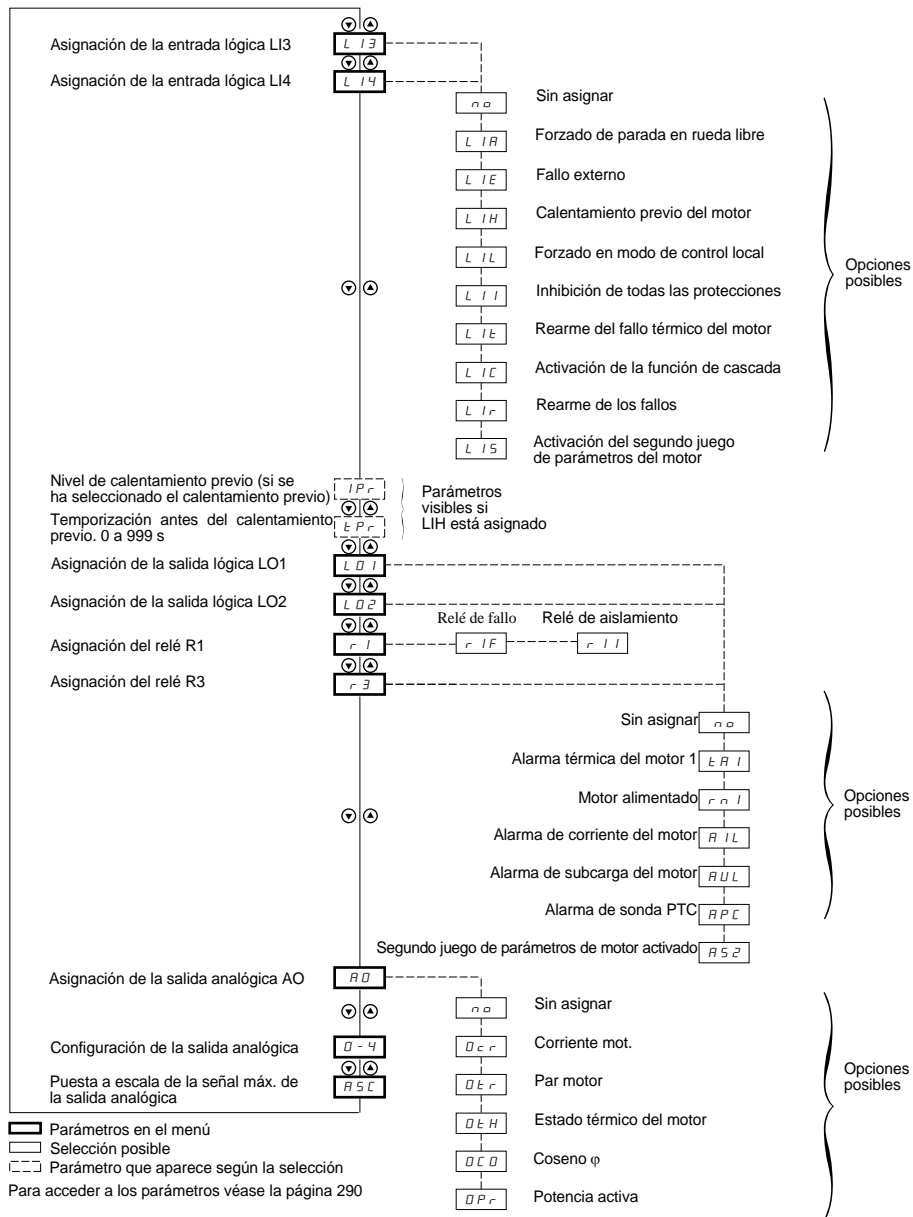 Asignación de la entrada lógica LI3
LI3
Asignación de la entrada lógica LI4
LI4
no
Sin asignar
LIA
Forzado de parada en rueda libre
LIE
Fallo externo
LIH
Calentamiento previo del motor
LIL
Forzado en modo de control local
LII
Inhibición de todas las protecciones
LIt
Rearme del fallo térmico del motor
LIC
Activación de la función de cascada
LIr
Rearme de los fallos
LIS
Activación del segundo juego
de parámetros del motor
Opciones
posibles
Nivel de calentamiento previo (si se
ha seleccionado el calentamiento previo)
IPr
Temporización antes del calentamiento
previo. 0 a 999 s
tPr
Parámetros
visibles si
LIH está asignado
Asignación de la salida lógica LO1
LO1
Asignación de la salida lógica LO2
LO2
Relé de fallo
Relé de aislamiento
Asignación del relé R1
r1
r1F
r1I
Asignación del relé R3
r3
Sin asignar
no
Alarma térmica del motor 1
tA1
Motor alimentado
rn1
Alarma de corriente del motor
AIL
Alarma de subcarga del motor
AUL
Alarma de sonda PTC
APC
Segundo juego de parámetros de motor activado
AS2
Opciones
posibles
Asignación de la salida analógica AO
AO
no
Sin asignar
Ocr
Corriente mot.
Otr
Par motor
OtH
Estado térmico del motor
OCO
Coseno φ
OPr
Potencia activa
Opciones
posibles
Configuración de la salida analógica
0-4
Puesta a escala de la señal máx. de
la salida analógica
ASC
Parámetros en el menú
Selección posible
Parámetro que aparece según la selección
Para acceder a los parámetros véase la página 290